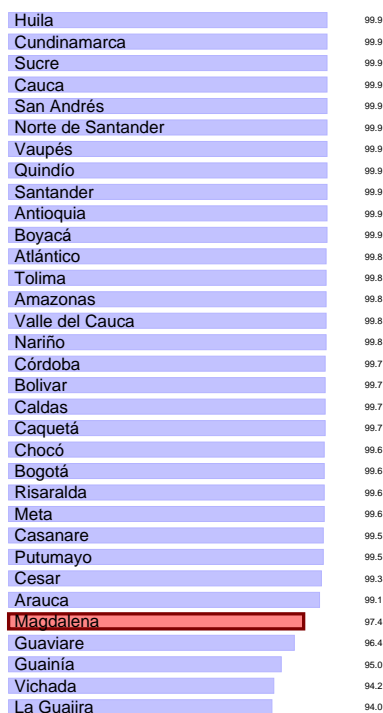 Huila 99.9
Cundinamarca 99.9
Sucre 99.9
Cauca 99.9
San Andrés 99.9
Norte de Santander 99.9
Vaupés 99.9
Quindío 99.9
Santander 99.9
Antioquia 99.9
Boyacá 99.9
Atlántico 99.8
Tolima 99.8
Amazonas 99.8
Valle del Cauca 99.8
Nariño 99.8
Córdoba 99.7
Bolivar 99.7
Caldas 99.7
Caquetá 99.7
Chocó 99.6
Bogotá 99.6
Risaralda 99.6
Meta 99.6
Casanare 99.5
Putumayo 99.5
Cesar 99.3
Arauca 99.1
Magdalena 97.4
Guaviare 96.4
Guainía 95.0
Vichada 94.2
La Guajira 94.0